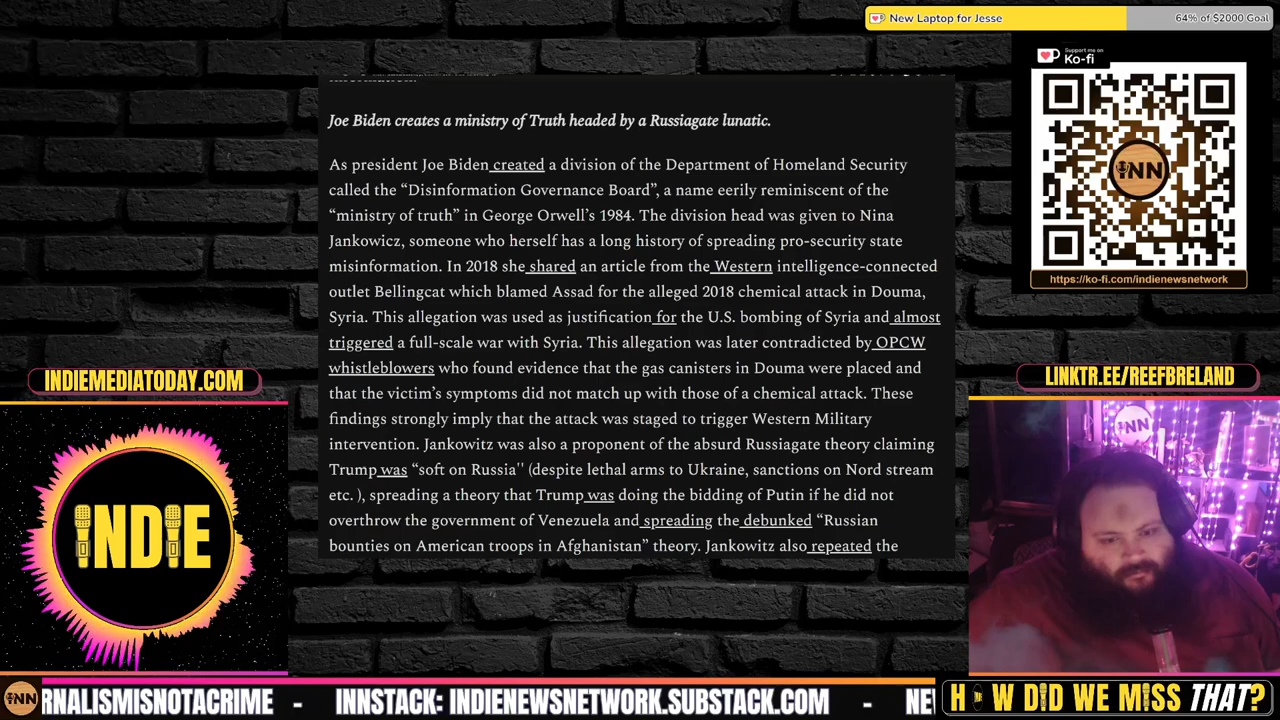 New Laptop for Jesse
64% of $2000 Goal
Support me on
Ko-fi
iNN
https://ko-fi.com/indienewsnetwork
Joe Biden creates a ministry of Truth headed by a Russiagate lunatic.
As president Joe Biden created a division of the Department of Homeland Security
called the “Disinformation Governance Board”, a name eerily reminiscent of the
“ministry of truth” in George Orwell’s 1984. The division head was given to Nina
Jankowicz, someone who herself has a long history of spreading pro-security state
misinformation. In 2018 she shared an article from the Western intelligence-connected
outlet Bellingcat which blamed Assad for the alleged 2018 chemical attack in Douma,
Syria. This allegation was used as justification for the U.S. bombing of Syria and almost
triggered a full-scale war with Syria. This allegation was later contradicted by OPCW
whistleblowers who found evidence that the gas canisters in Douma were placed and
that the victim’s symptoms did not match up with those of a chemical attack. These
findings strongly imply that the attack was staged to trigger Western Military
intervention. Jankowitz was also a proponent of the absurd Russiagate theory claiming
Trump was “soft on Russia'' (despite lethal arms to Ukraine, sanctions on Nord stream
etc. ), spreading a theory that Trump was doing the bidding of Putin if he did not
overthrow the government of Venezuela and spreading the debunked “Russian
bounties on American troops in Afghanistan” theory. Jankowitz also repeated the
INDIEMEDIATODAY.COM
LINKTR.EE/REEFBRELAND
iNDiE
iNN
iNN
RNALISMISNOTACRIME - INNSTACK: INDIENEWSNETWORK.SUBSTACK.COM - NEW
HOW DiD WE MiSS THAT?